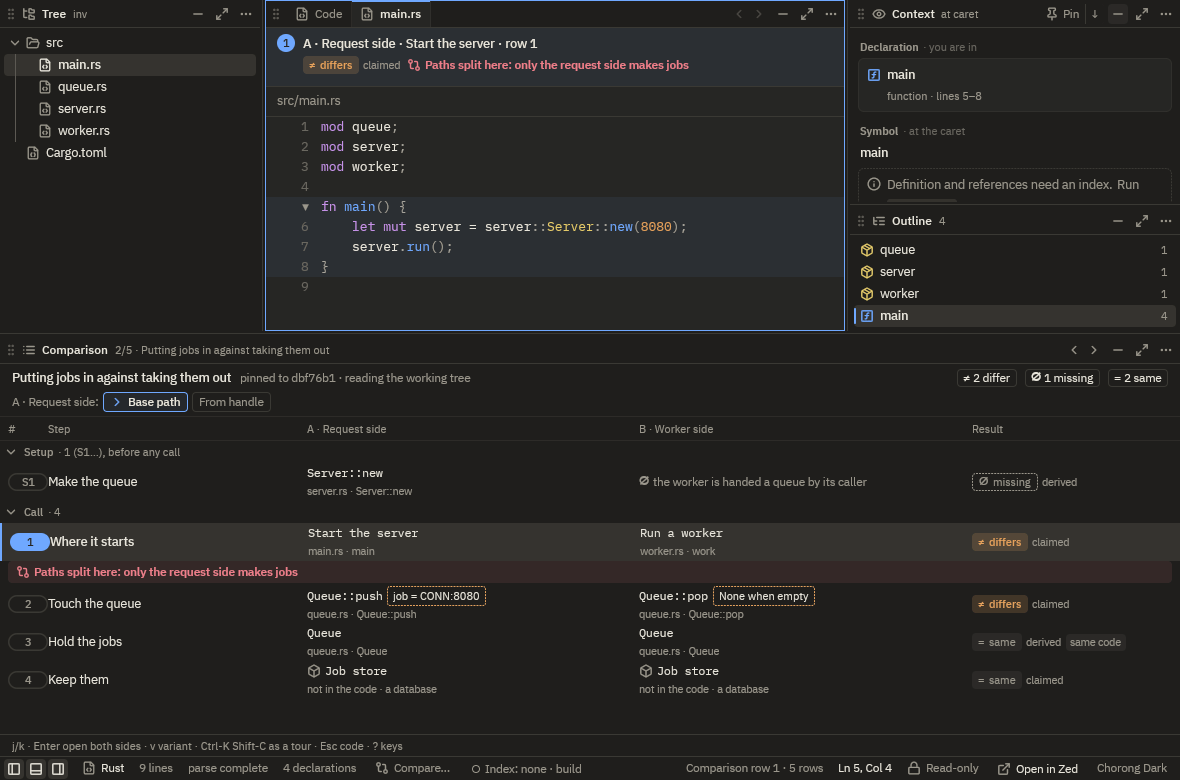 Tree inv
src
main.rs
queue.rs
server.rs
worker.rs
Cargo.toml
Code main.rs
1 A · Request side · Start the server · row 1
≠ differs claimed Paths split here: only the request side makes jobs
src/main.rs
1 mod queue;
2 mod server;
3 mod worker;
4
▼ fn main() {
6 let mut server = server::Server::new(8080);
7 server.run();
8 }
9
Context at caret Pin ↓
Declaration · you are in
main
function · lines 5–8
Symbol · at the caret
main
Definition and references need an index. Run
Outline 4
queue 1
server 1
worker 1
main 4
Comparison 2/5 · Putting jobs in against taking them out
Putting jobs in against taking them out pinned to dbf76b1 · reading the working tree ≠ 2 differ Ø 1 missing = 2 same
A · Request side: Base path From handle
# Step A · Request side B · Worker side Result
Setup · 1 (S1…), before any call
S1 Make the queue Server::new Ø the worker is handed a queue by its caller Ø missing derived
server.rs · Server::new
Call · 4
1 Where it starts Start the server Run a worker ≠ differs claimed
main.rs · main worker.rs · work
Paths split here: only the request side makes jobs
2 Touch the queue Queue::push job = CONN:8080 Queue::pop None when empty ≠ differs claimed
queue.rs · Queue::push queue.rs · Queue::pop
3 Hold the jobs Queue Queue = same derived same code
queue.rs · Queue queue.rs · Queue
4 Keep them Job store Job store = same claimed
not in the code · a database not in the code · a database
j/k · Enter open both sides · v variant · Ctrl-K Shift-C as a tour · Esc code · ? keys
Rust 9 lines parse complete 4 declarations Compare... Index: none · build Comparison row 1 · 5 rows Ln 5, Col 4 Read-only Open in Zed Chorong Dark